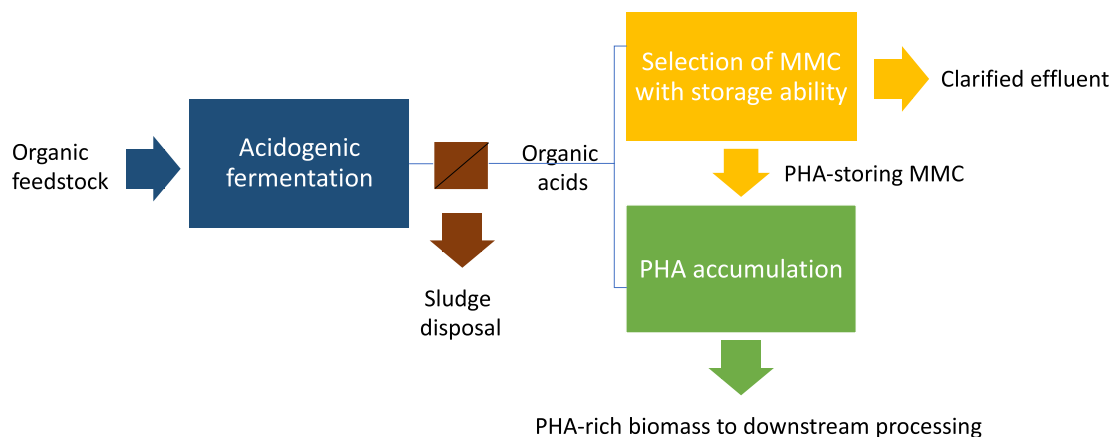 Organic
feedstock
Acidogenic
fermentation
Sludge
disposal
Organic
acids
Selection of MMC
with storage ability
Clarified effluent
PHA-storing MMC
PHA accumulation
PHA-rich biomass to downstream processing